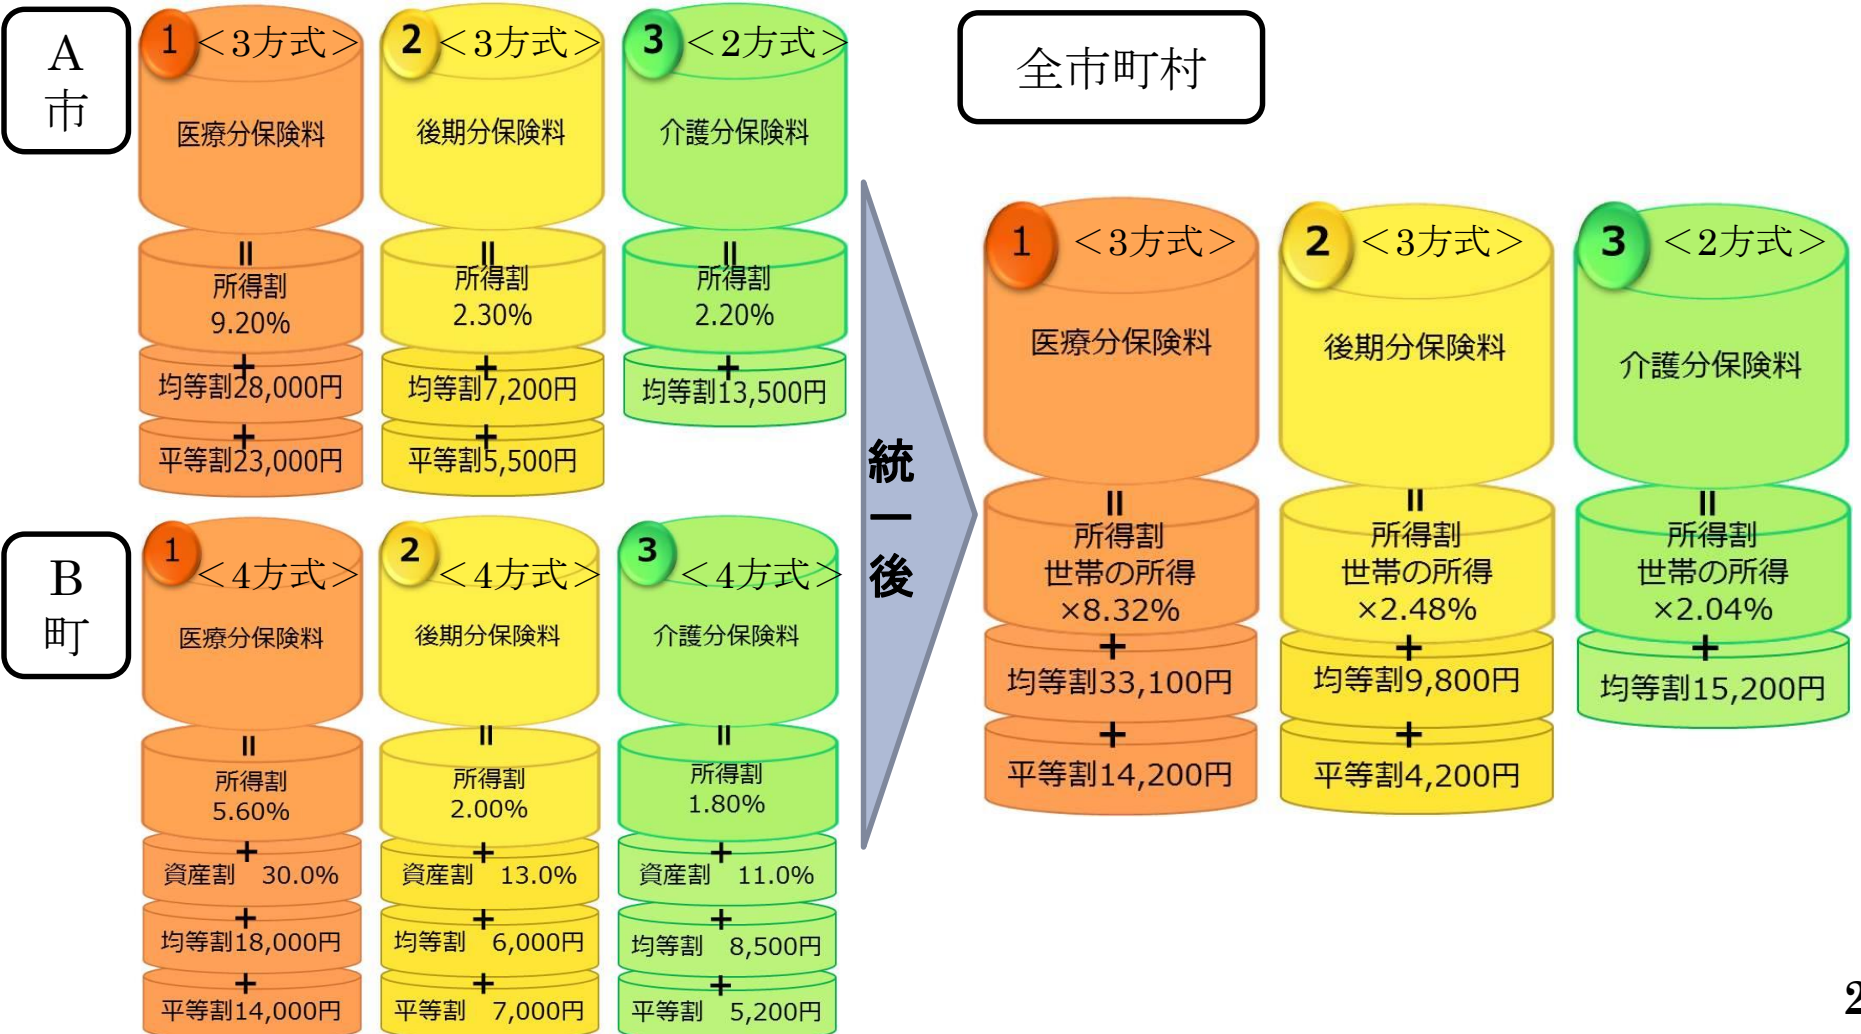 A
市
1 <3方式>
医療分保険料
=
所得割
9.20%
+
均等割28,000円
+
平等割23,000円
2 <3方式>
後期分保険料
=
所得割
2.30%
+
均等割7,200円
+
平等割5,500円
3 <2方式>
介護分保険料
=
所得割
2.20%
+
均等割13,500円
B
町
1 <4方式>
医療分保険料
=
所得割
5.60%
+
資産割 30.0%
+
均等割18,000円
+
平等割14,000円
2 <4方式>
後期分保険料
=
所得割
2.00%
+
資産割 13.0%
+
均等割 6,000円
+
平等割 7,000円
3 <4方式>
介護分保険料
=
所得割
1.80%
+
資産割 11.0%
+
均等割 8,500円
+
平等割 5,200円
統一後
全市町村
1 <3方式>
医療分保険料
=
所得割
世帯の所得
×8.32%
+
均等割33,100円
+
平等割14,200円
2 <3方式>
後期分保険料
=
所得割
世帯の所得
×2.48%
+
均等割9,800円
+
平等割4,200円
3 <2方式>
介護分保険料
=
所得割
世帯の所得
×2.04%
+
均等割15,200円
2